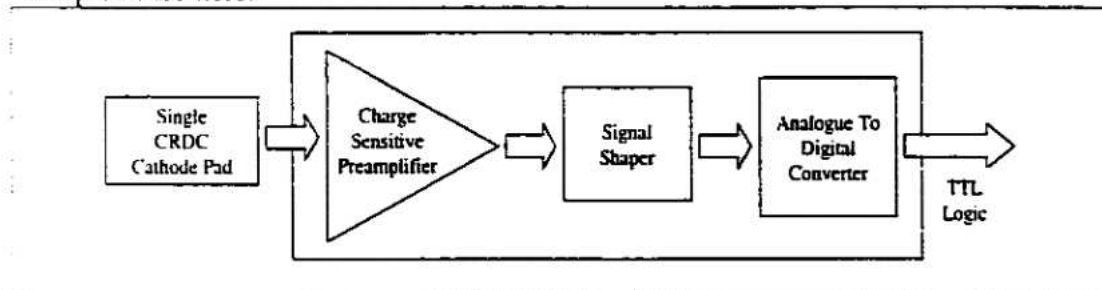 Single
CRDC
Cathode Pad
Charge
Sensitive
Preamplifier
Signal
Shaper
Analogue To
Digital
Converter
TTL
Logic